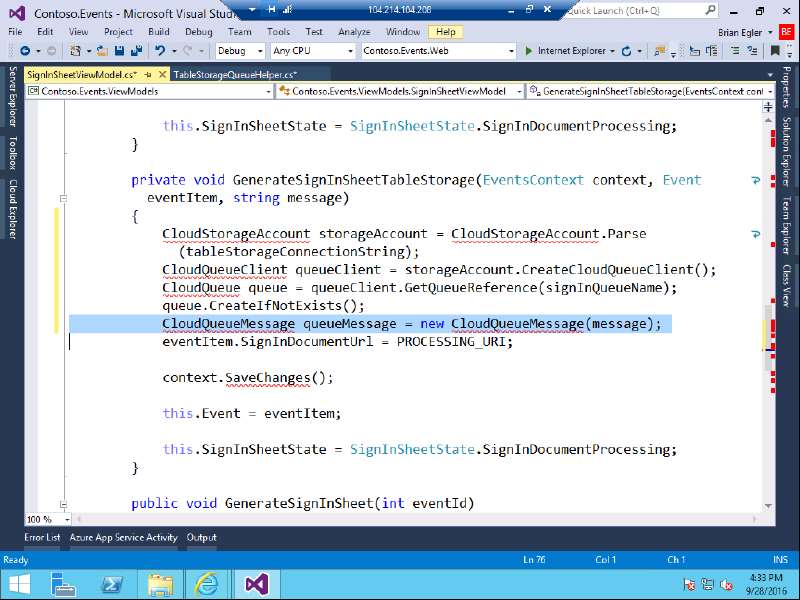 Contoso.Events - Microsoft Visual Stud
104.214.104.208
Quick Launch (Ctrl+Q)
File Edit View Project Build Debug Team Tools Test Analyze Window Help
Brian Egler BE
Debug Any CPU Contoso.Events.Web Internet Explorer
SignInSheetViewModel.cs* TableStorageQueueHelper.cs*
Contoso.Events.ViewModels Contoso.Events.ViewModels.SignInSheetViewModel GenerateSignInSheetTableStorage(EventsContext cont
Server Explorer
Toolbox
Cloud Explorer
this.SignInSheetState = SignInSheetState.SignInDocumentProcessing;
}
private void GenerateSignInSheetTableStorage(EventsContext context, Event
eventItem, string message)
{
CloudStorageAccount storageAccount = CloudStorageAccount.Parse
(tableStorageConnectionString);
CloudQueueClient queueClient = storageAccount.CreateCloudQueueClient();
CloudQueue queue = queueClient.GetQueueReference(signInQueueName);
queue.CreateIfNotExists();
CloudQueueMessage queueMessage = new CloudQueueMessage(message);
eventItem.SignInDocumentUrl = PROCESSING_URI;
context.SaveChanges();
this.Event = eventItem;
this.SignInSheetState = SignInSheetState.SignInDocumentProcessing;
}
public void GenerateSignInSheet(int eventId)
Properties
Solution Explorer
Team Explorer
Class View
100 %
Error List Azure App Service Activity Output
Ready Ln 76 Col 1 Ch 1 INS
4:33 PM
9/28/2016